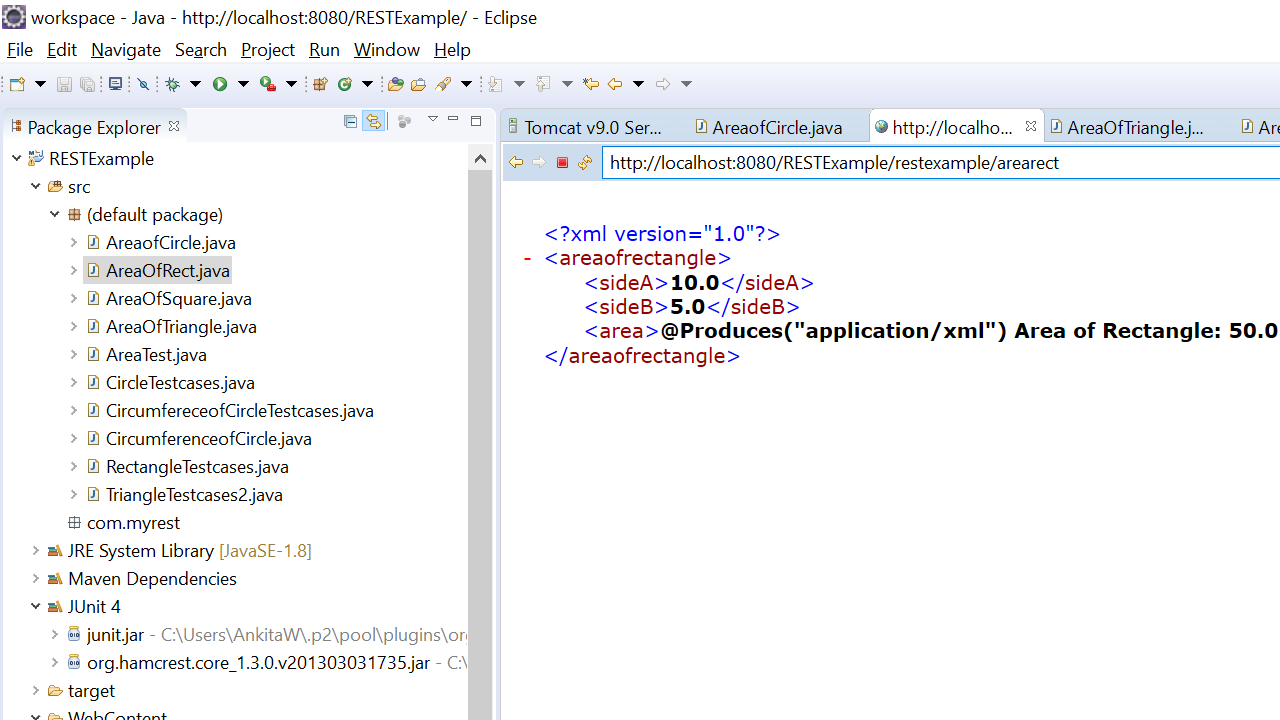 workspace - Java - http://localhost:8080/RESTExample/ - Eclipse
File Edit Navigate Search Project Run Window Help
Package Explorer
Tomcat v9.0 Ser... AreaofCircle.java http://localho... AreaOfTriangle.j... Are
http://localhost:8080/RESTExample/restexample/arearect
RESTExample
src
(default package)
AreaofCircle.java
AreaOfRect.java
AreaOfSquare.java
AreaOfTriangle.java
AreaTest.java
CircleTestcases.java
CircumfereceofCircleTestcases.java
CircumferenceofCircle.java
RectangleTestcases.java
TriangleTestcases2.java
com.myrest
JRE System Library [JavaSE-1.8]
Maven Dependencies
JUnit 4
junit.jar - C:\Users\AnkitaW\.p2\pool\plugins\org
org.hamcrest.core_1.3.0.v201303031735.jar - C:\
target
WebContent
<?xml version="1.0"?>
- <areaofrectangle>
<sideA>10.0</sideA>
<sideB>5.0</sideB>
<area>@Produces("application/xml") Area of Rectangle: 50.0
</areaofrectangle>